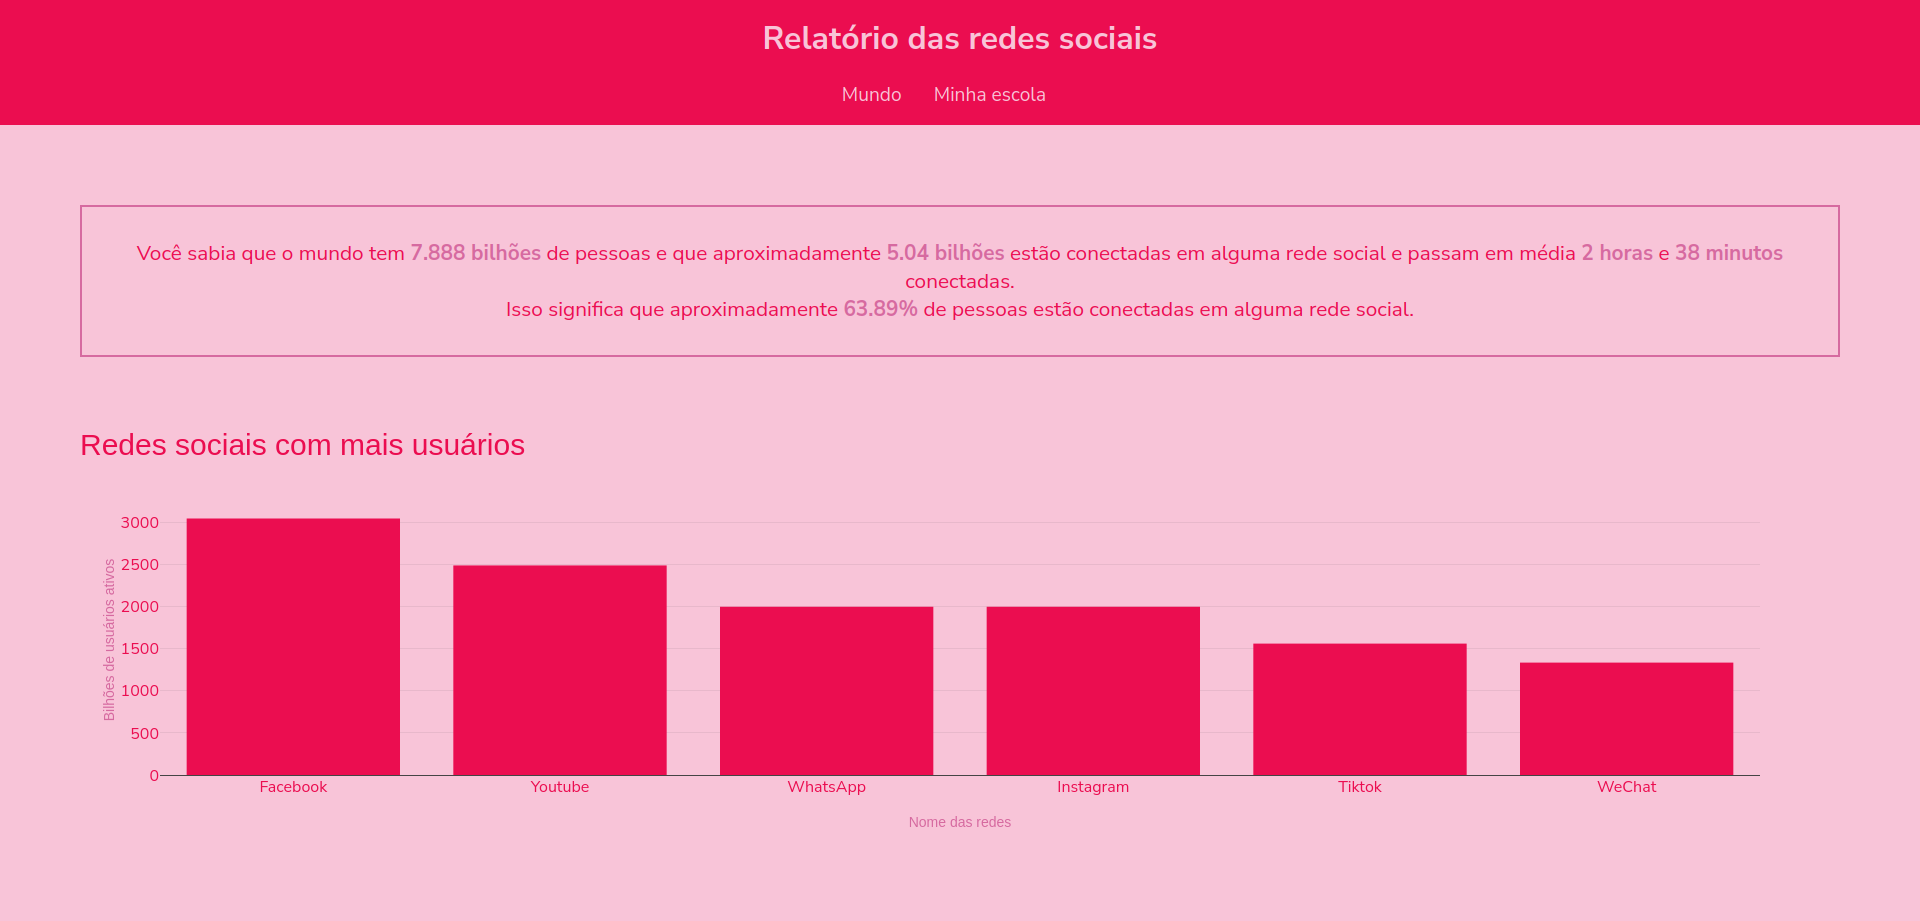 Relatório das redes sociais
Mundo Minha escola
Você sabia que o mundo tem 7.888 bilhões de pessoas e que aproximadamente 5.04 bilhões estão conectadas em alguma rede social e passam em média 2 horas e 38 minutos
conectadas.
Isso significa que aproximadamente 63.89% de pessoas estão conectadas em alguma rede social.
Redes sociais com mais usuários
Bilhões de usuários ativos
3000
2500
2000
1500
1000
500
0
Facebook Youtube WhatsApp Instagram Tiktok WeChat
Nome das redes